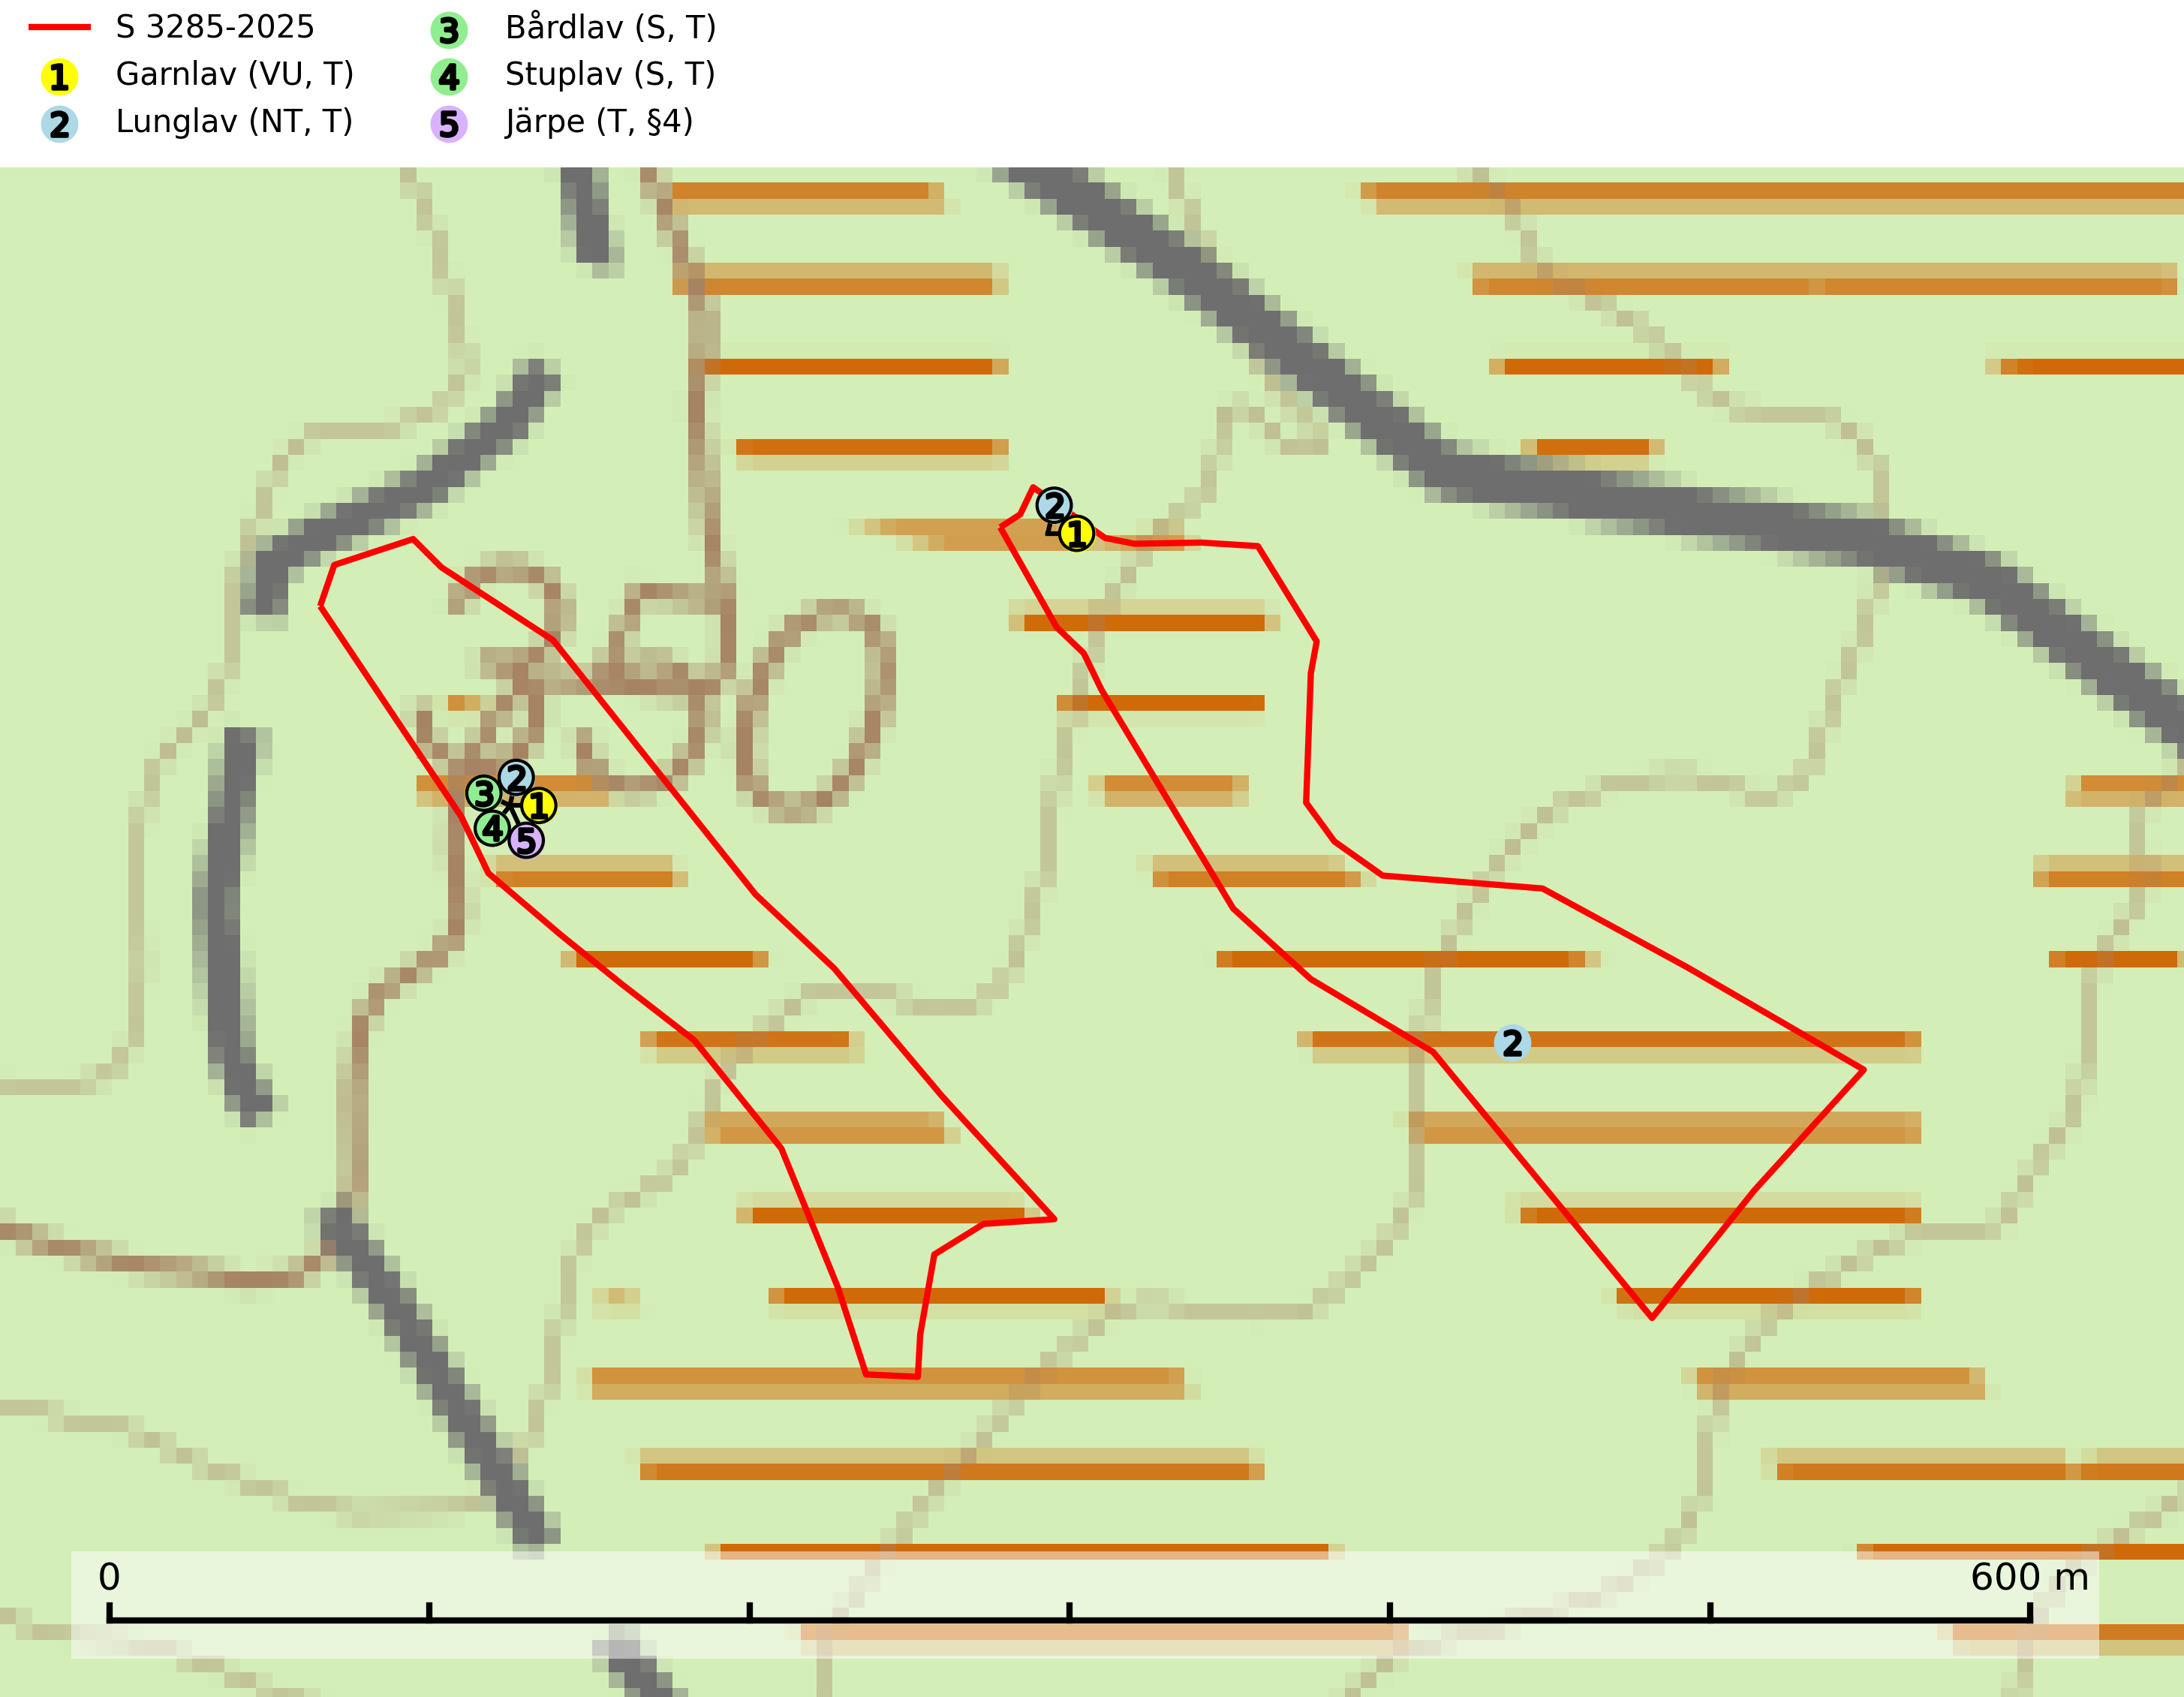 S 3285-2025
1 Garnlav (VU, T)
2 Lunglav (NT, T)
3 Bårdlav (S, T)
4 Stuplav (S, T)
5 Järpe (T, §4)
2
1
450
2
3
1
4
5
2
0
600 m